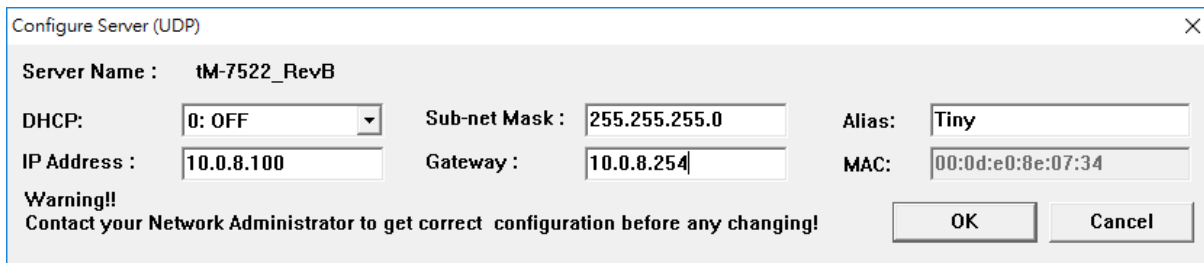 Configure Server (UDP)
Server Name : tM-7522_RevB
DHCP: 0: OFF Sub-net Mask : 255.255.255.0 Alias: Tiny
IP Address : 10.0.8.100 Gateway : 10.0.8.254 MAC: 00:0d:e0:8e:07:34
Warning!!
Contact your Network Administrator to get correct configuration before any changing!
OK Cancel